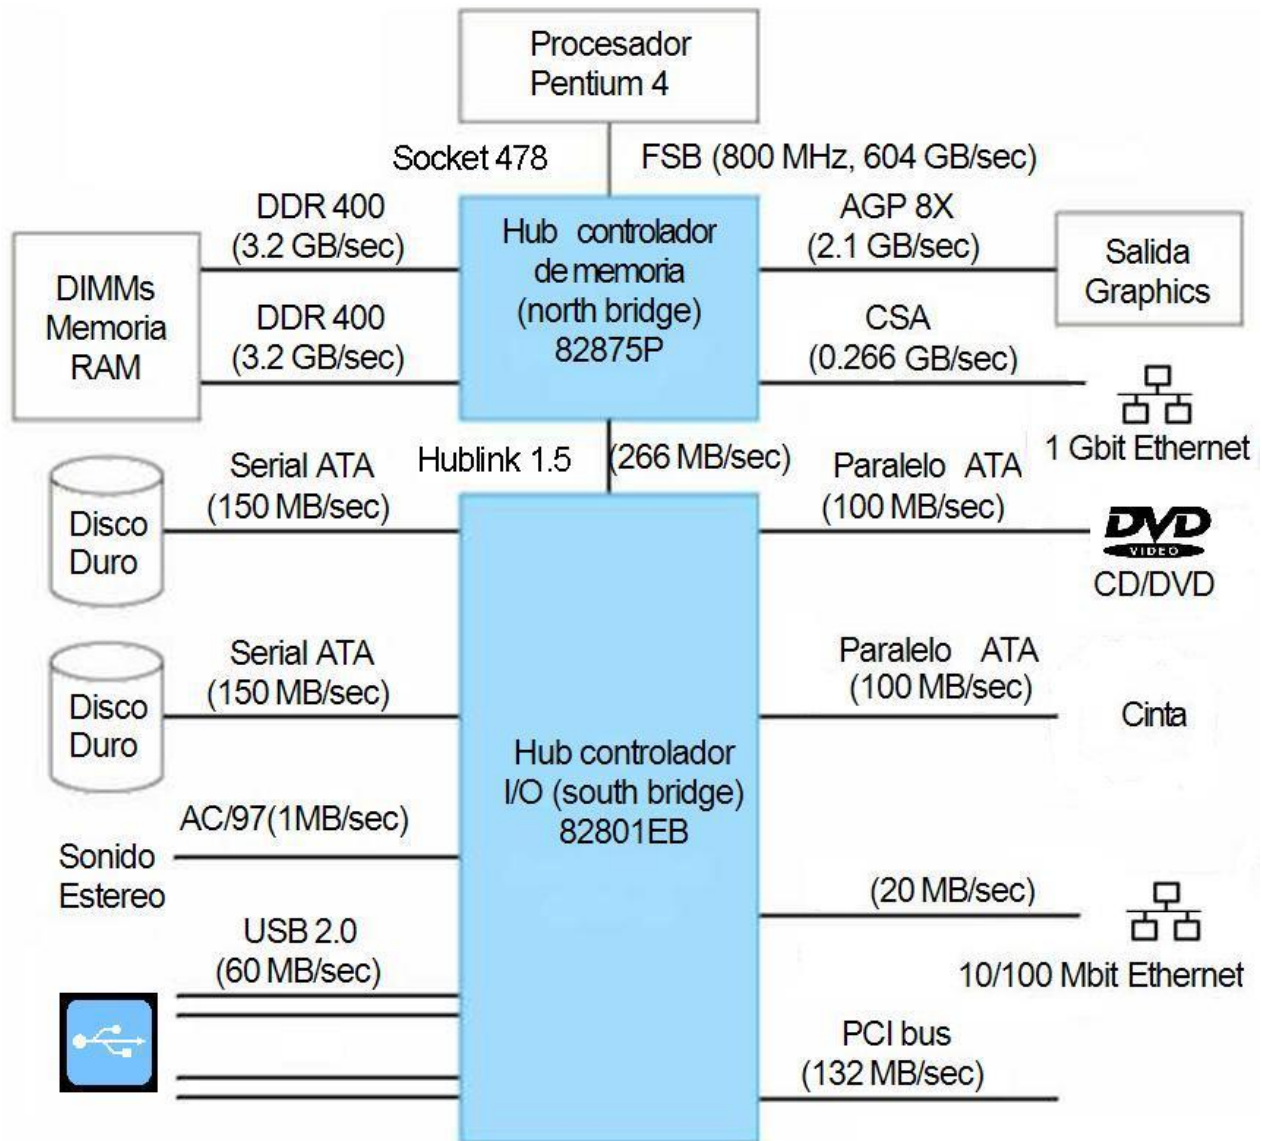 Procesador
Pentium 4
Socket 478
FSB (800 MHz, 604 GB/sec)
DDR 400
(3.2 GB/sec)
Hub controlador
de memoria
(north bridge)
82875P
AGP 8X
(2.1 GB/sec)
DIMMs
Memoria
RAM
Salida
Graphics
DDR 400
(3.2 GB/sec)
CSA
(0.266 GB/sec)
1 Gbit Ethernet
Hublink 1.5
(266 MB/sec)
Serial ATA
(150 MB/sec)
Disco
Duro
Paralelo ATA
(100 MB/sec)
DVD
VIDEO
CD/DVD
Serial ATA
(150 MB/sec)
Disco
Duro
Paralelo ATA
(100 MB/sec)
Cinta
Hub controlador
I/O (south bridge)
82801EB
AC/97(1MB/sec)
Sonido
Estereo
(20 MB/sec)
10/100 Mbit Ethernet
USB 2.0
(60 MB/sec)
PCI bus
(132 MB/sec)